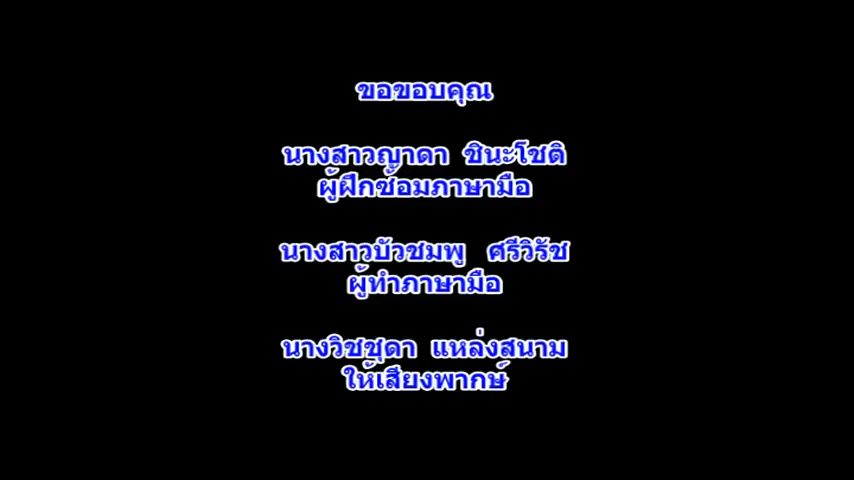 ขอขอบคุณ
นางสาวญาดา ชินะโชติ
ผู้ฝึกซ้อมภาษามือ
นางสาวบัวชมพู ศรีวิรัช
ผู้ทำภาษามือ
นางวิชชุดา แหล่งสนาม
ให้เสียงพากษ์